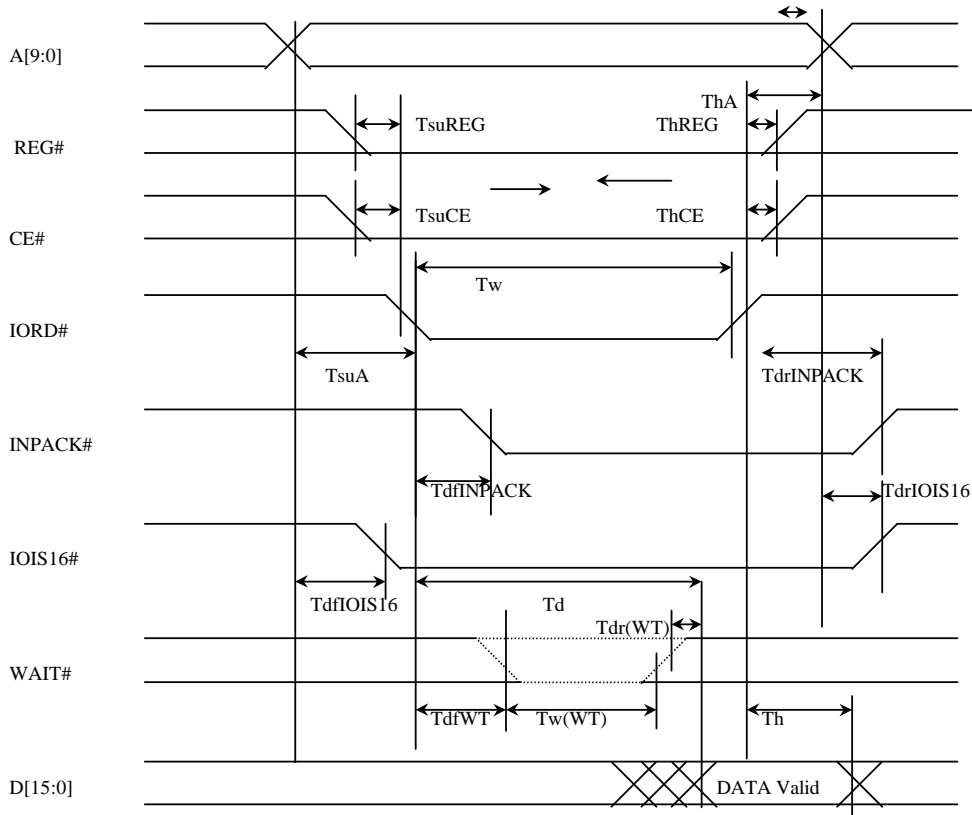 A[9:0]
ThA
TsuREG
ThREG
REG#
TsuCE
ThCE
CE#
Tw
IORD#
TsuA
TdrINPACK
INPACK#
TdfINPACK
TdrIOIS16
IOIS16#
TdfIOIS16
Td
Tdr(WT)
WAIT#
TdfWT
Tw(WT)
Th
D[15:0]
DATA Valid